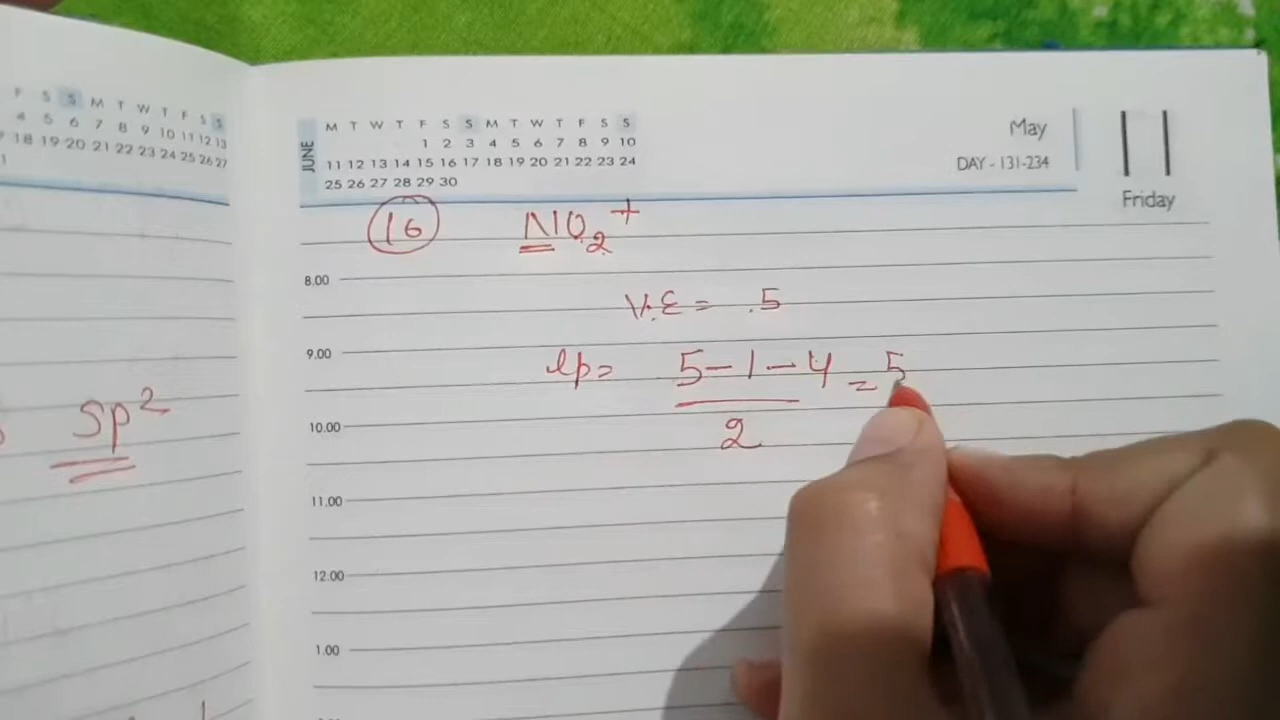 F S S M T W T F S S
4 5 6 7 8 9 10 11 12 13
18 19 20 21 22 23 24 25 26 27
Sp²
JUNE
M T W T F S S M T W T F S S
1 2 3 4 5 6 7 8 9 10
11 12 13 14 15 16 17 18 19 20 21 22 23 24
25 26 27 28 29 30
May
DAY - 131-234
11
Friday
16 NO₂⁺
8.00
V.E = 5
9.00
lp = 5-1-4 = 5
10.00
2
11.00
12.00
1.00